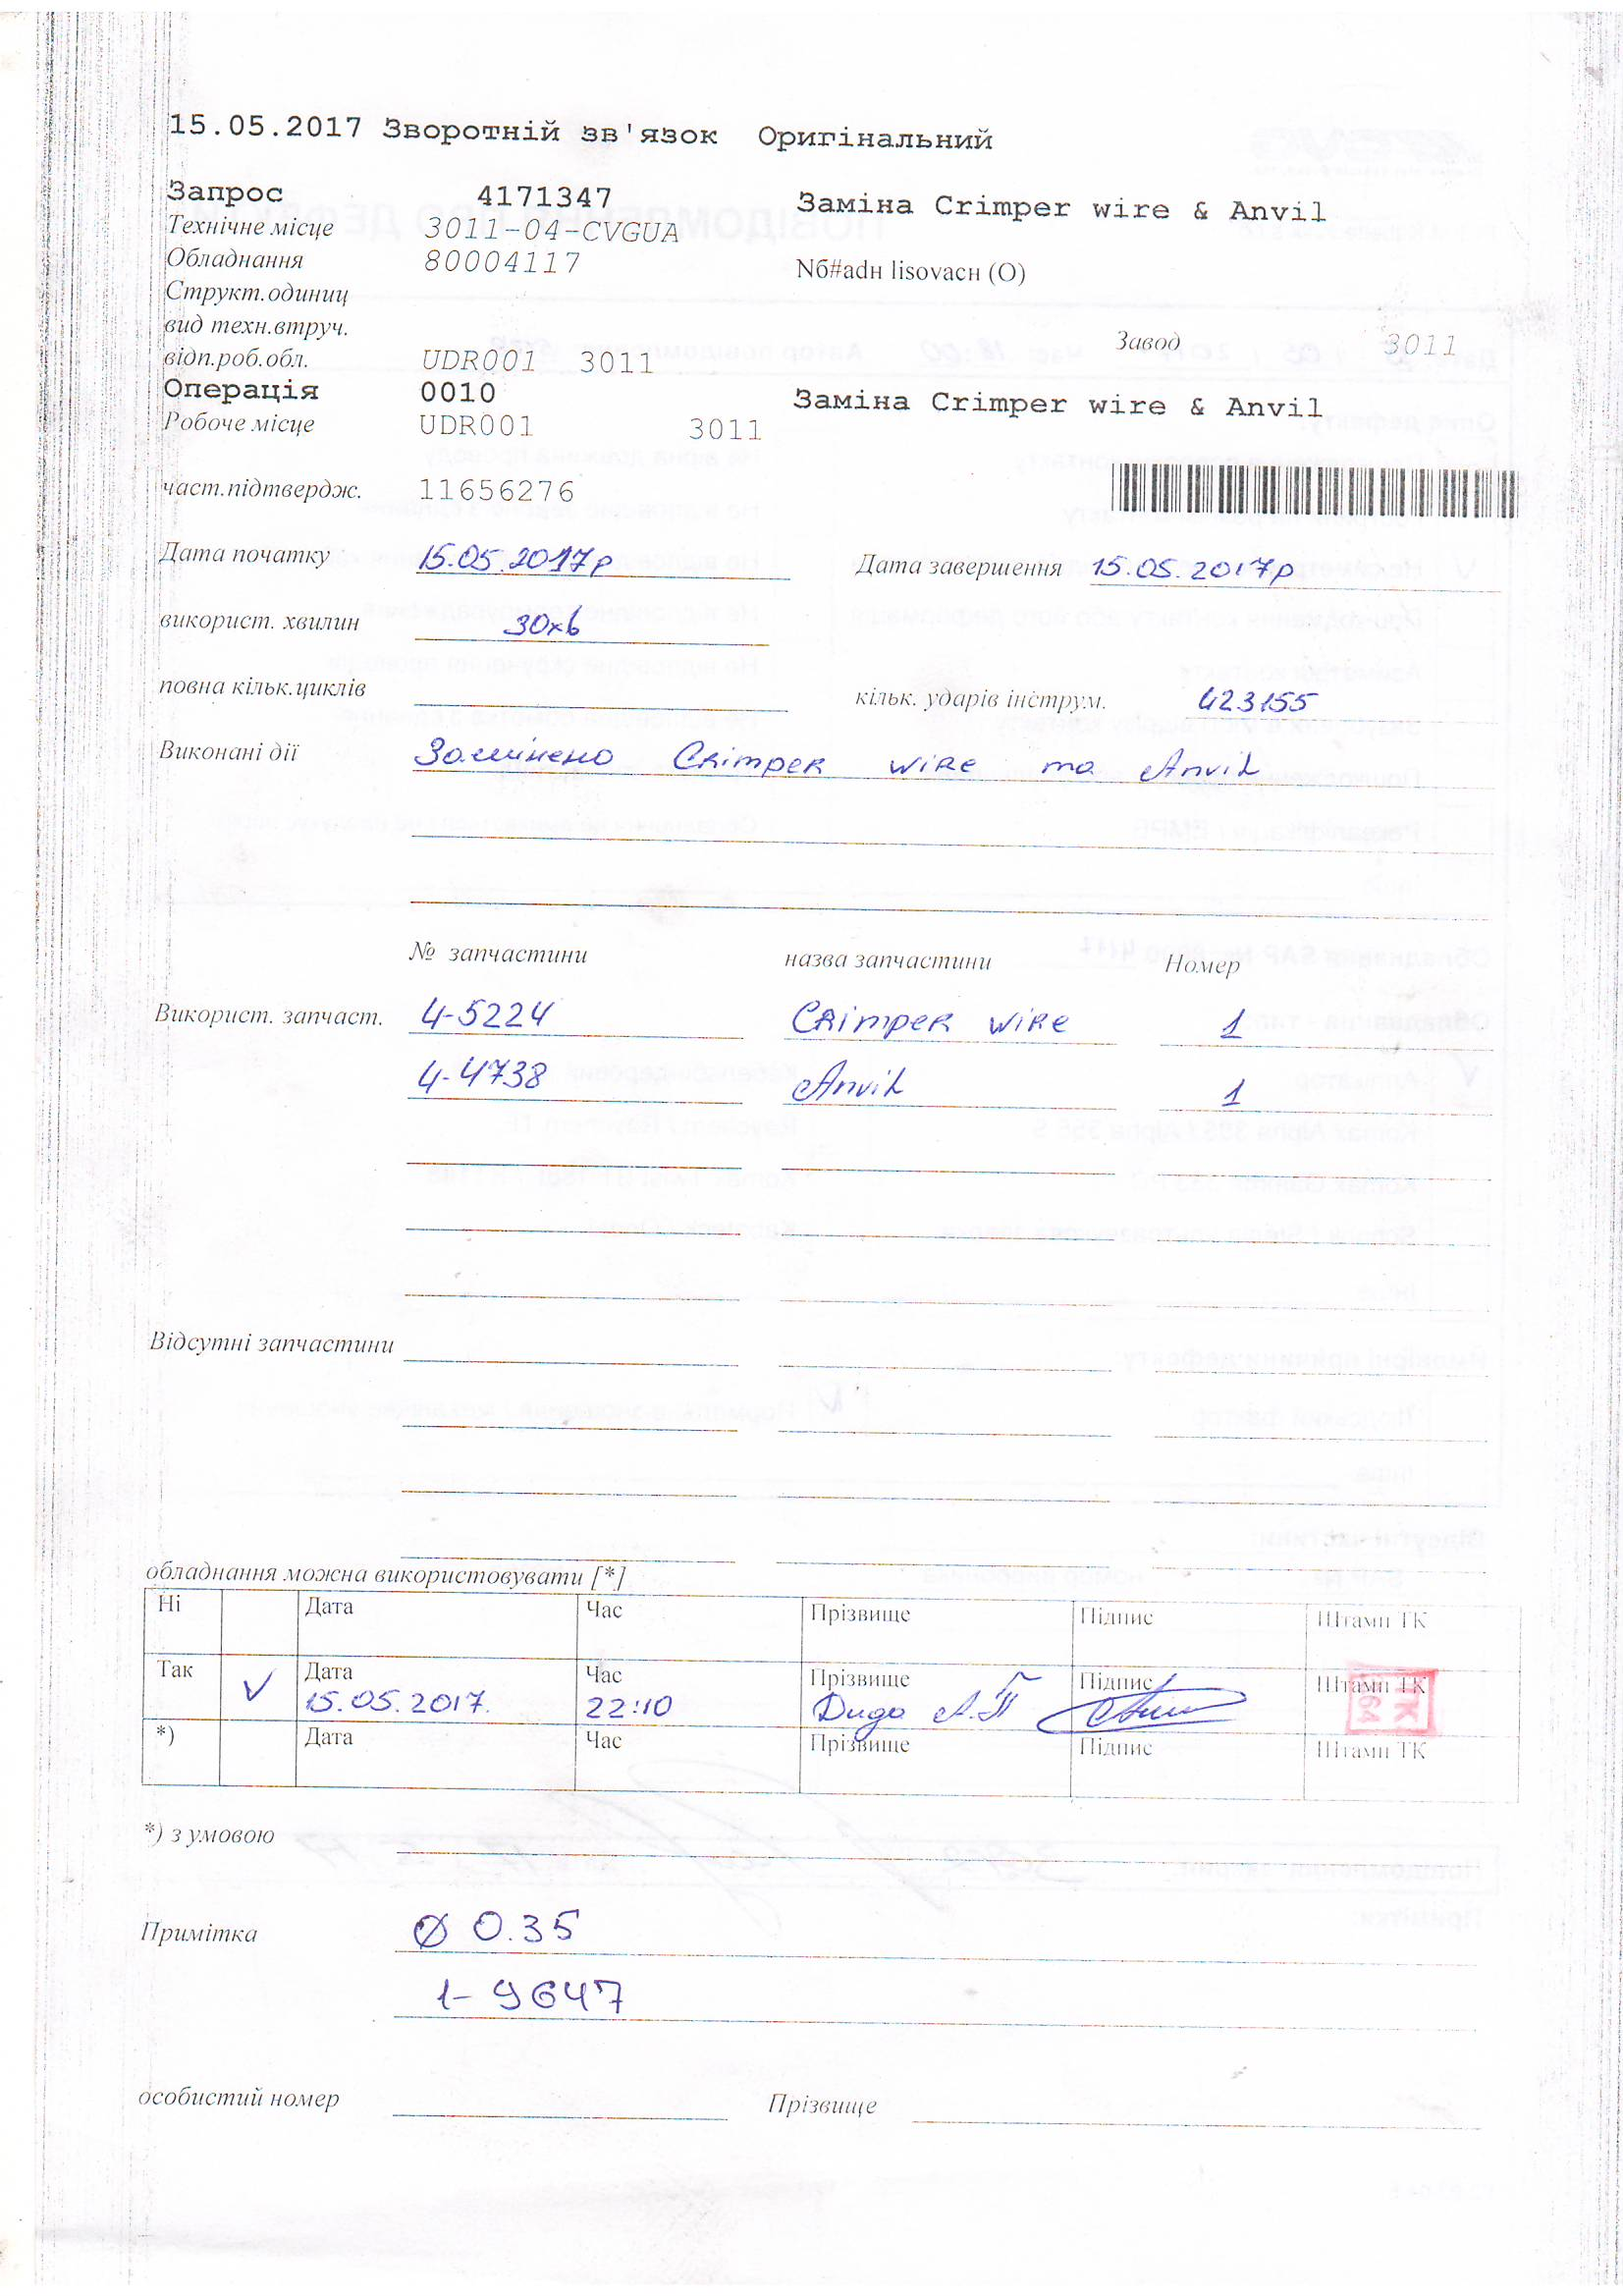 15.05.2017 Зворотній зв'язок Оригінальний
Запрос 4171347 Заміна Crimper wire & Anvil
Технічне місце 3011-04-CVGUA
Обладнання 80004117 Nб#adн lisovacн (O)
Структ.одиниц
вид техн.втруч.
Завод 3011
відп.роб.обл. UDR001 3011
Операція 0010 Заміна Crimper wire & Anvil
Робоче місце UDR001 3011
част.підтвердж. 11656276
Дата початку 15.05.2017р Дата завершення 15.05.2017р
використ. хвилин 30хв
повна кільк.циклів кільк. ударів інструм. 423155
Виконані дії Замінено Crimper wire та Anvil
№ запчастини назва запчастини Номер
Використ. запчаст. 4-5224 Crimper wire 1
4-4738 Anvil 1
Відсутні запчастини
обладнання можна використовувати [*]
Ні Дата Час Прізвище Підпис Штамп ТК
Так V Дата Час Прізвище Підпис Штамп ТК
15.05.2017. 22:10 Дидо А.П
ТК
*) Дата Час Прізвище Підпис Штамп ТК
*) з умовою
Примітка Ø 0.35
1-9647
особистий номер Прізвище